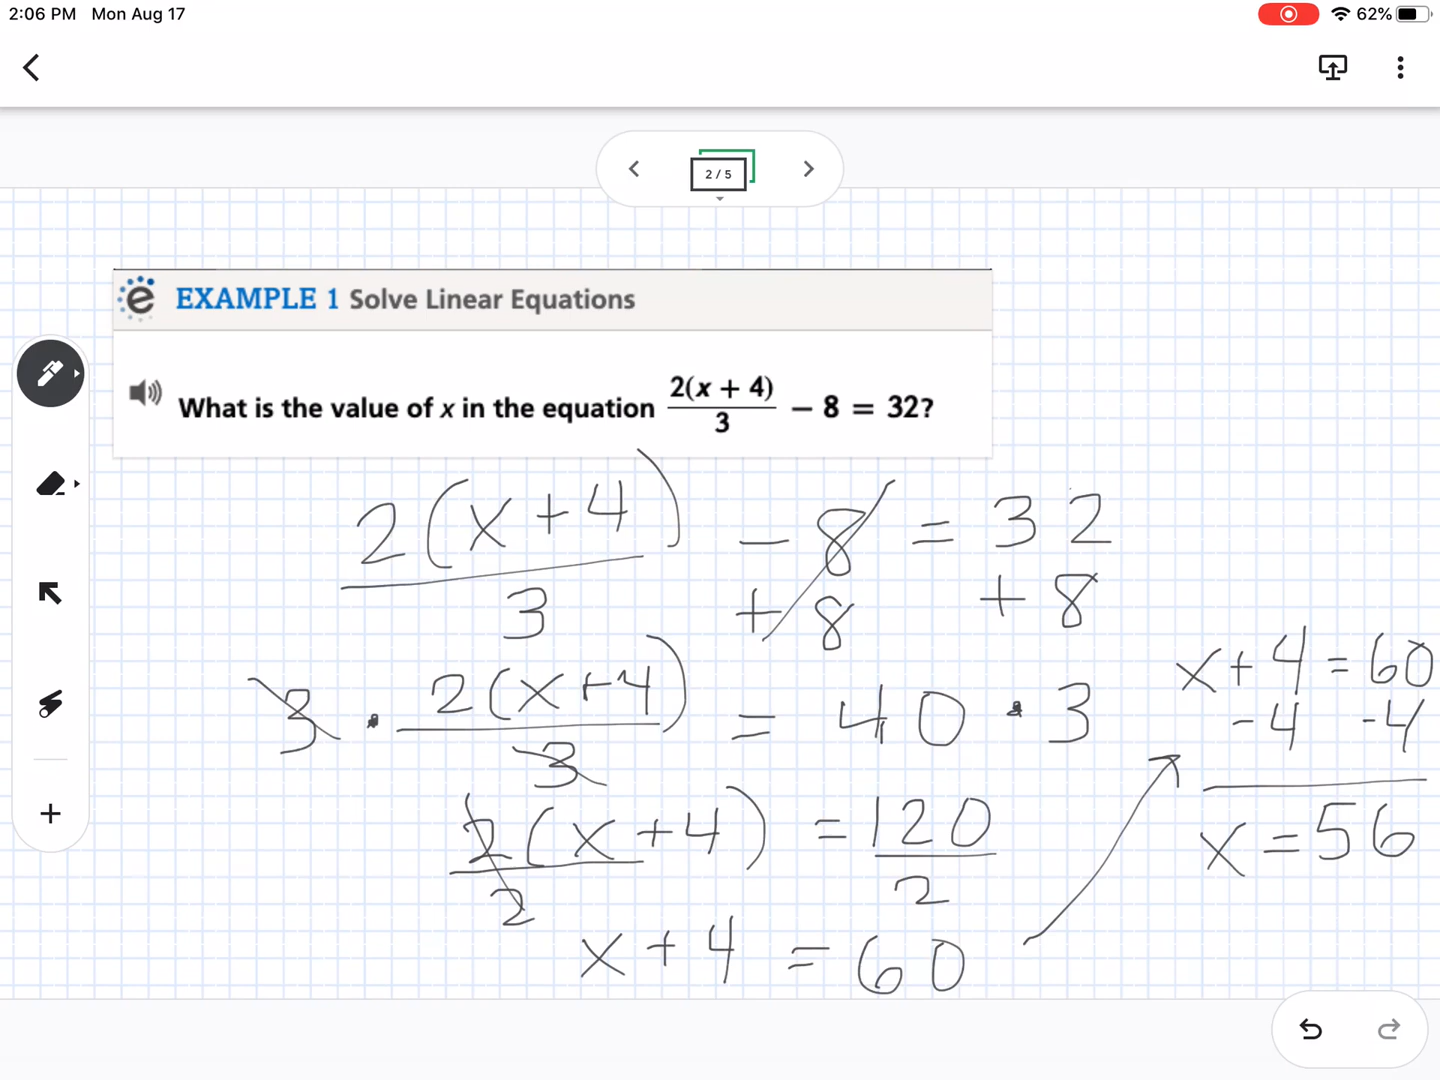 2:06 PM Mon Aug 17
62%
2 / 5
e EXAMPLE 1 Solve Linear Equations
What is the value of x in the equation 2(x + 4)/3 − 8 = 32?
2(x+4)/3 − 8 = 32
+ 8 + 8
3 · 2(x+4)/3 = 40 · 3
2(x+4)/2 = 120/2
x + 4 = 60
x + 4 = 60
-4 -4
x = 56